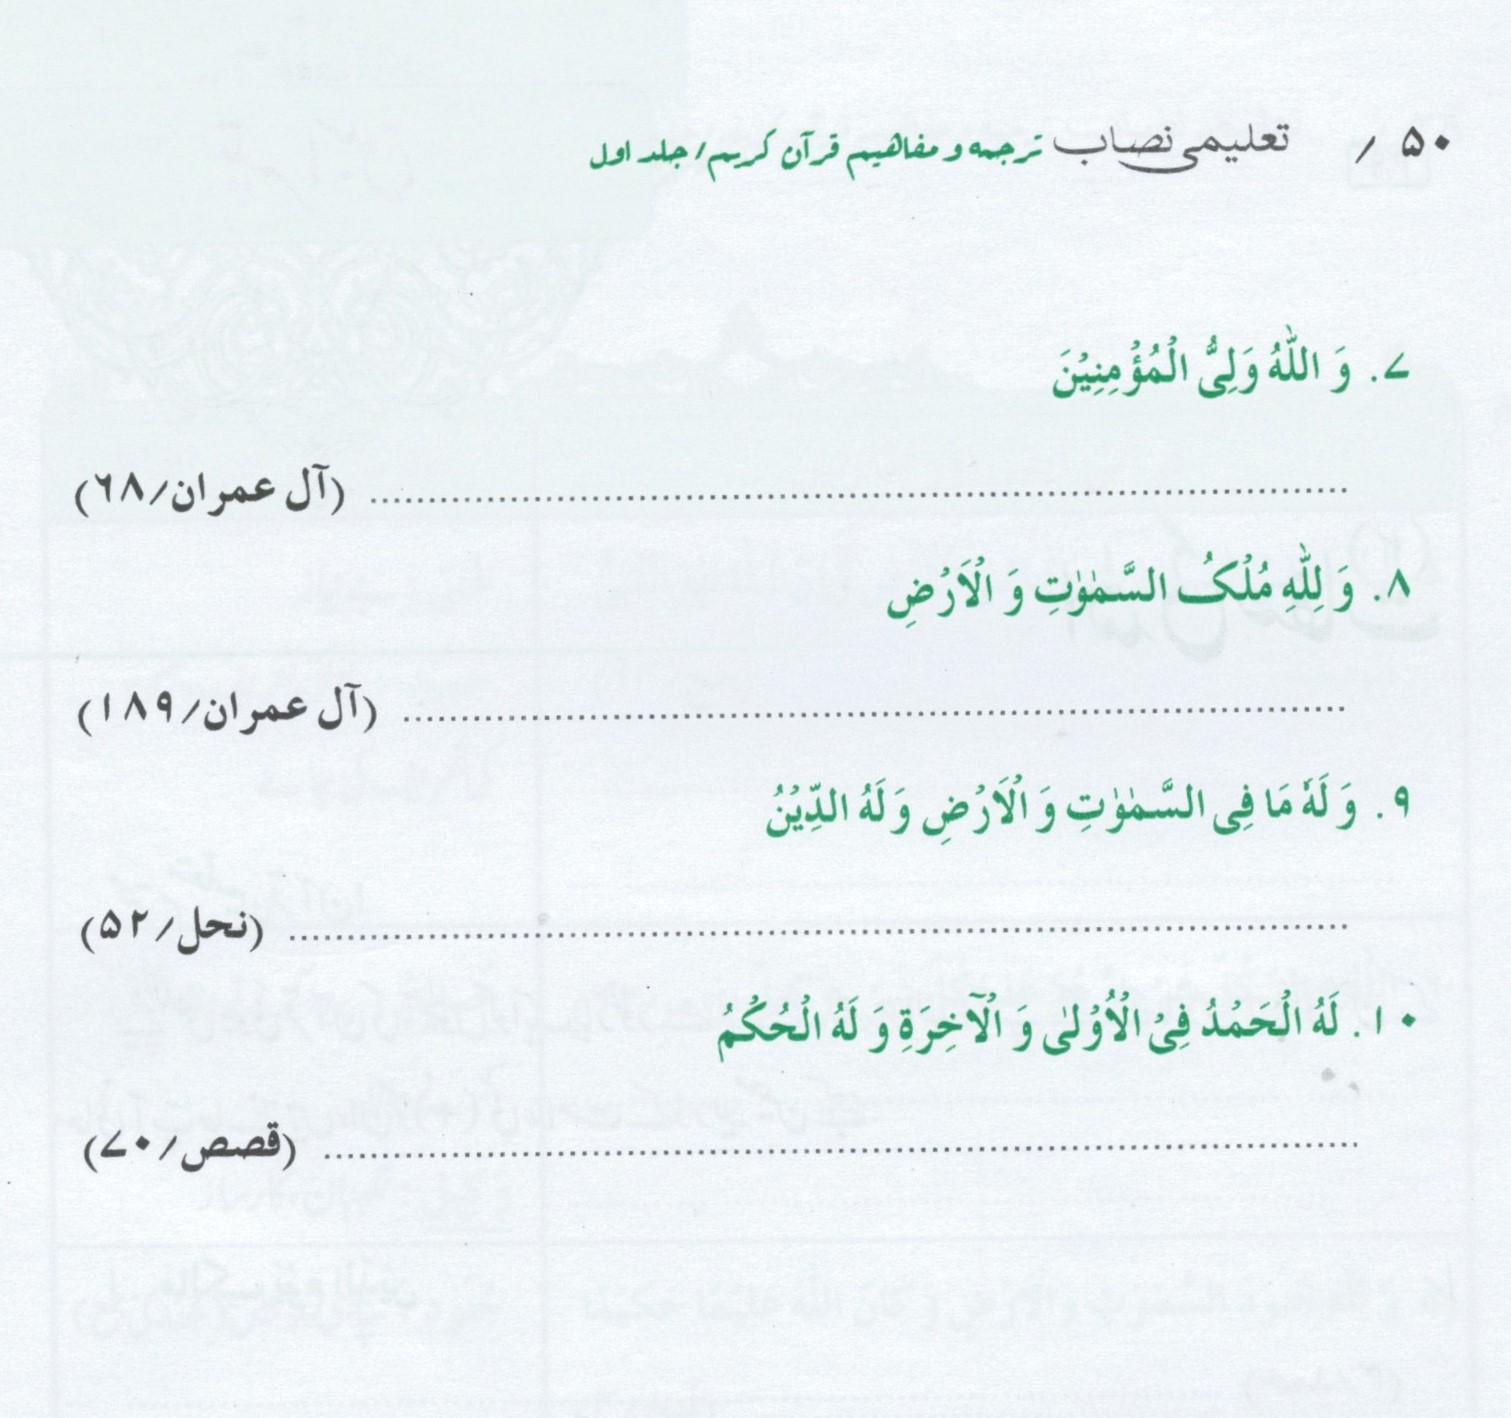 ۵۰ / تعلیمی نصاب ترجمه و مفاهیم قرآن کریم / جلد اول
۷. وَ اللّٰهُ وَلِیُّ الْمُؤْمِنِیْنَ
.......... (آل عمران/۶۸)
۸. وَ لِلّٰهِ مُلْکُ السَّمٰوٰتِ وَ الْاَرْضِ
.......... (آل عمران/۱۸۹)
۹. وَ لَهٗ مَا فِی السَّمٰوٰتِ وَ الْاَرْضِ وَ لَهُ الدِّیْنُ
.......... (نحل/۵۲)
۱۰. لَهُ الْحَمْدُ فِیْ الْاُوْلٰی وَ الْآخِرَةِ وَ لَهُ الْحُکْمُ
.......... (قصص/۷۰)